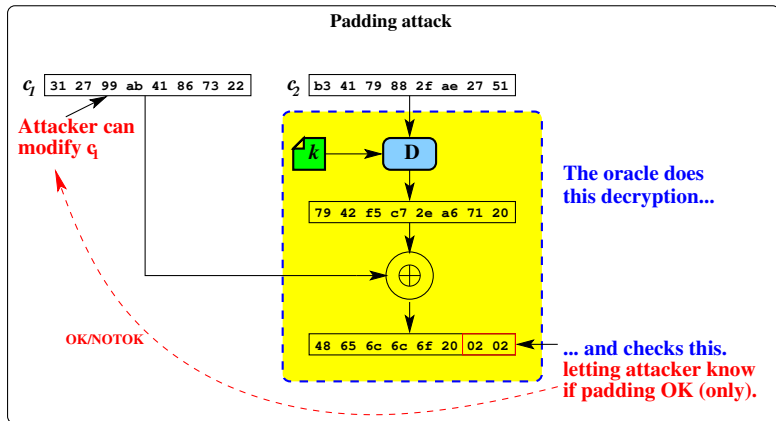 Padding attack
c1 31 27 99 ab 41 86 73 22
c2 b3 41 79 88 2f ae 27 51
Attacker can
modify c1
k
D
The oracle does
this decryption...
79 42 f5 c7 2e a6 71 20
OK/NOTOK
48 65 6c 6c 6f 20 02 02
... and checks this.
letting attacker know
if padding OK (only).